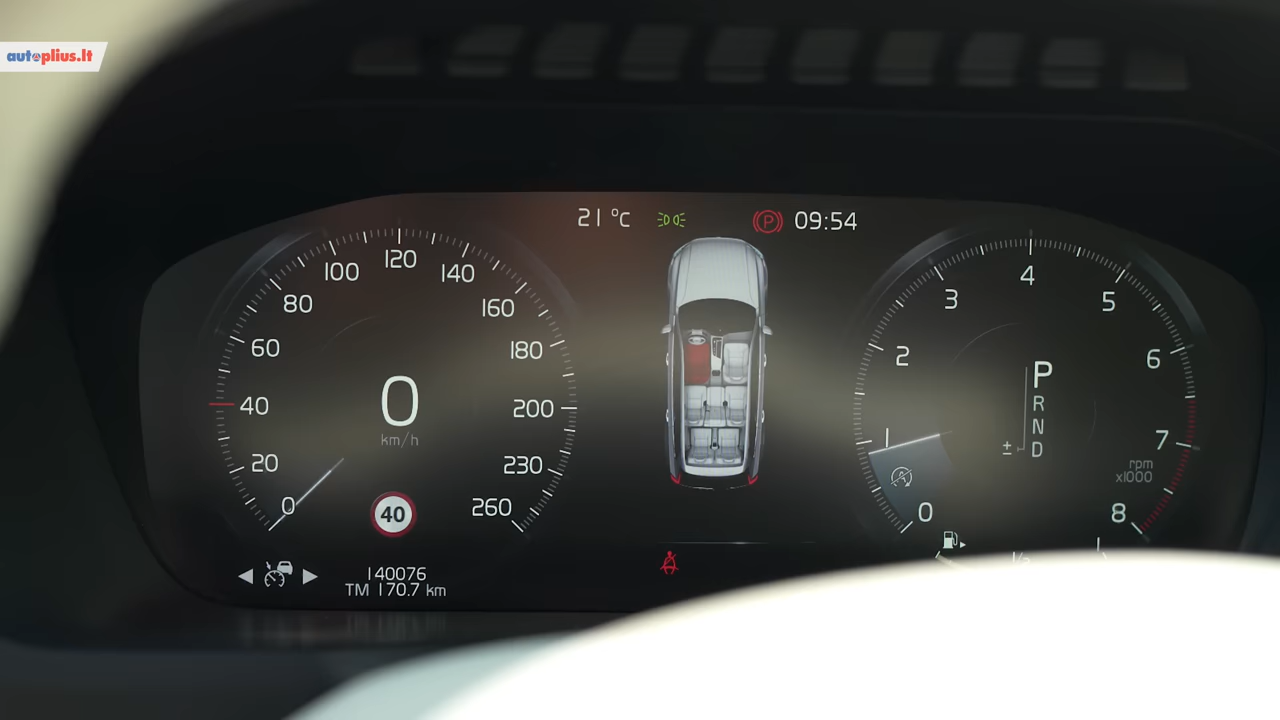 autoplius.lt
21 °C
P 09:54
0
20
40
60
80
100
120
140
160
180
200
230
260
0
km/h
40
140076
TM 170.7 km
0
1
2
3
4
5
6
7
8
rpm
x1000
P
R
N
± D